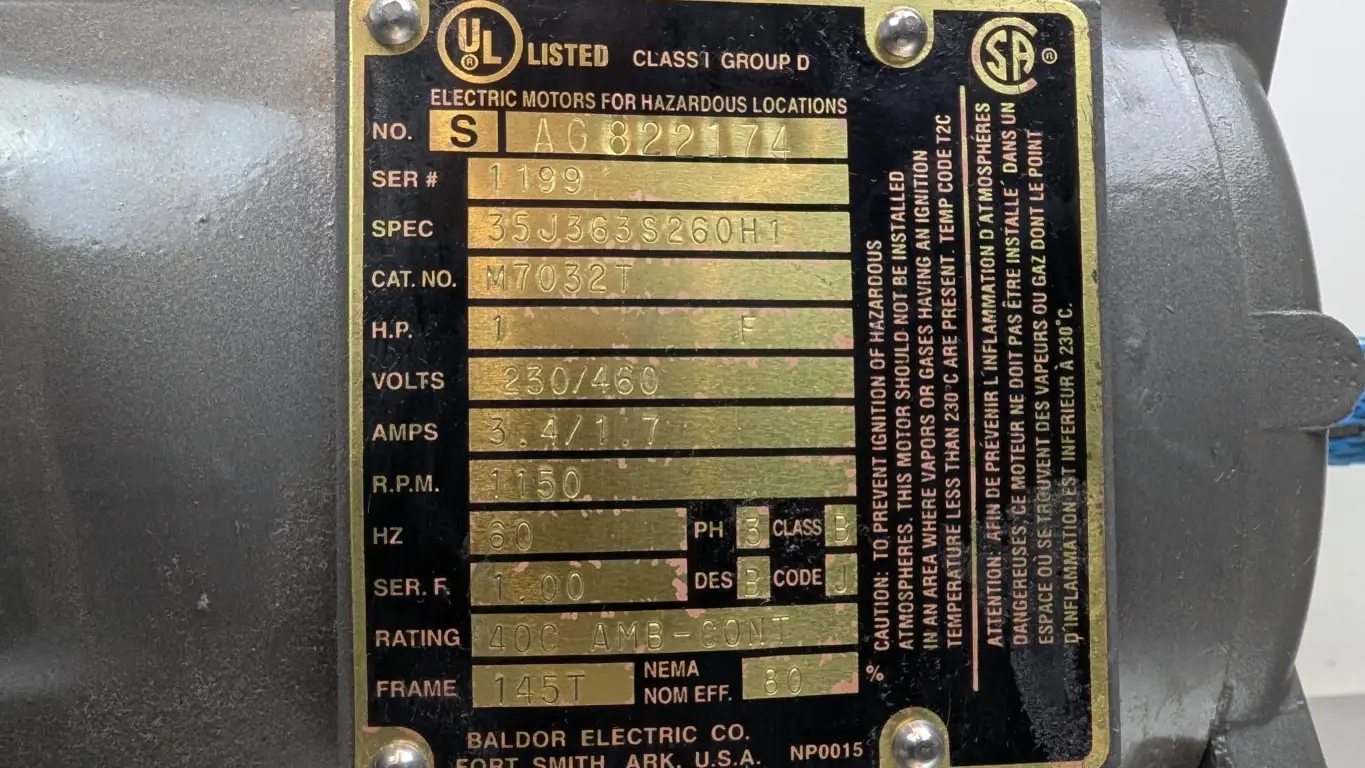 UL® LISTED CLASS I GROUP D
SA ®
ELECTRIC MOTORS FOR HAZARDOUS LOCATIONS
NO. S AG822174
SER # 1199
SPEC 35J363S260H1
CAT. NO. M7032T
H.P. 1 F
VOLTS 230/460
AMPS 3.4/1.7
R.P.M. 1150
HZ 60 PH 3 CLASS B
SER. F. 1.00 DES B CODE J
RATING 40C AMB-CONT
FRAME 145T NEMA NOM EFF. 80 %
BALDOR ELECTRIC CO.
FORT SMITH, ARK. U.S.A. NP0015
CAUTION: TO PREVENT IGNITION OF HAZARDOUS
ATMOSPHERES. THIS MOTOR SHOULD NOT BE INSTALLED
IN AN AREA WHERE VAPORS OR GASES HAVING AN IGNITION
TEMPERATURE LESS THAN 230°C ARE PRESENT. TEMP CODE T2C
ATTENTION: AFIN DE PRÉVENIR L'INFLAMMATION D'ATMOSPHÈRES
DANGEREUSES, CE MOTEUR NE DOIT PAS ÊTRE INSTALLE' DANS UN
ESPACE OU SE TROUVENT DES VAPEURS OU GAZ DONT LE POINT
D'INFLAMMATION EST INFERIEUR À 230°C.